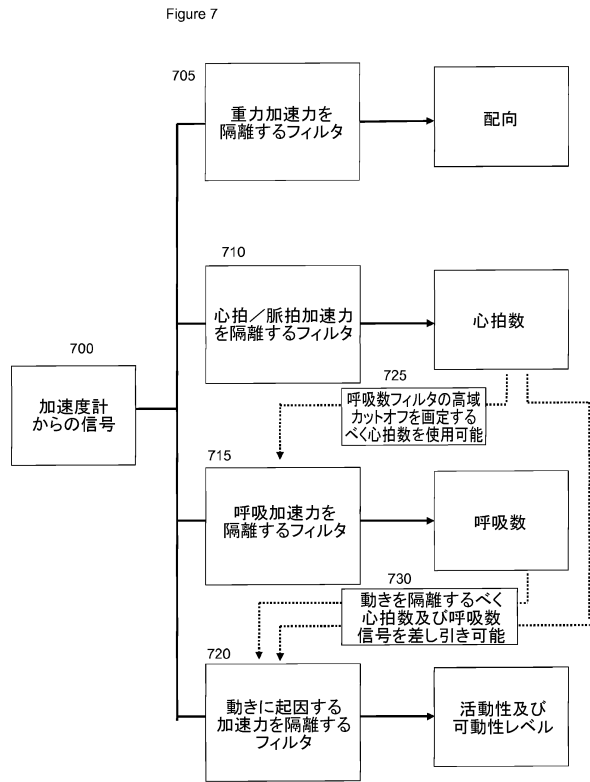 Figure 7
705
重力加速力を
隔離するフィルタ
配向
710
心拍／脈拍加速力
を隔離するフィルタ
心拍数
700
加速度計
からの信号
725
呼吸数フィルタの高域
カットオフを画定する
べく心拍数を使用可能
715
呼吸加速力を
隔離するフィルタ
呼吸数
730
動きを隔離するべく
心拍数及び呼吸数
信号を差し引き可能
720
動きに起因する
加速力を隔離する
フィルタ
活動性及び
可動性レベル